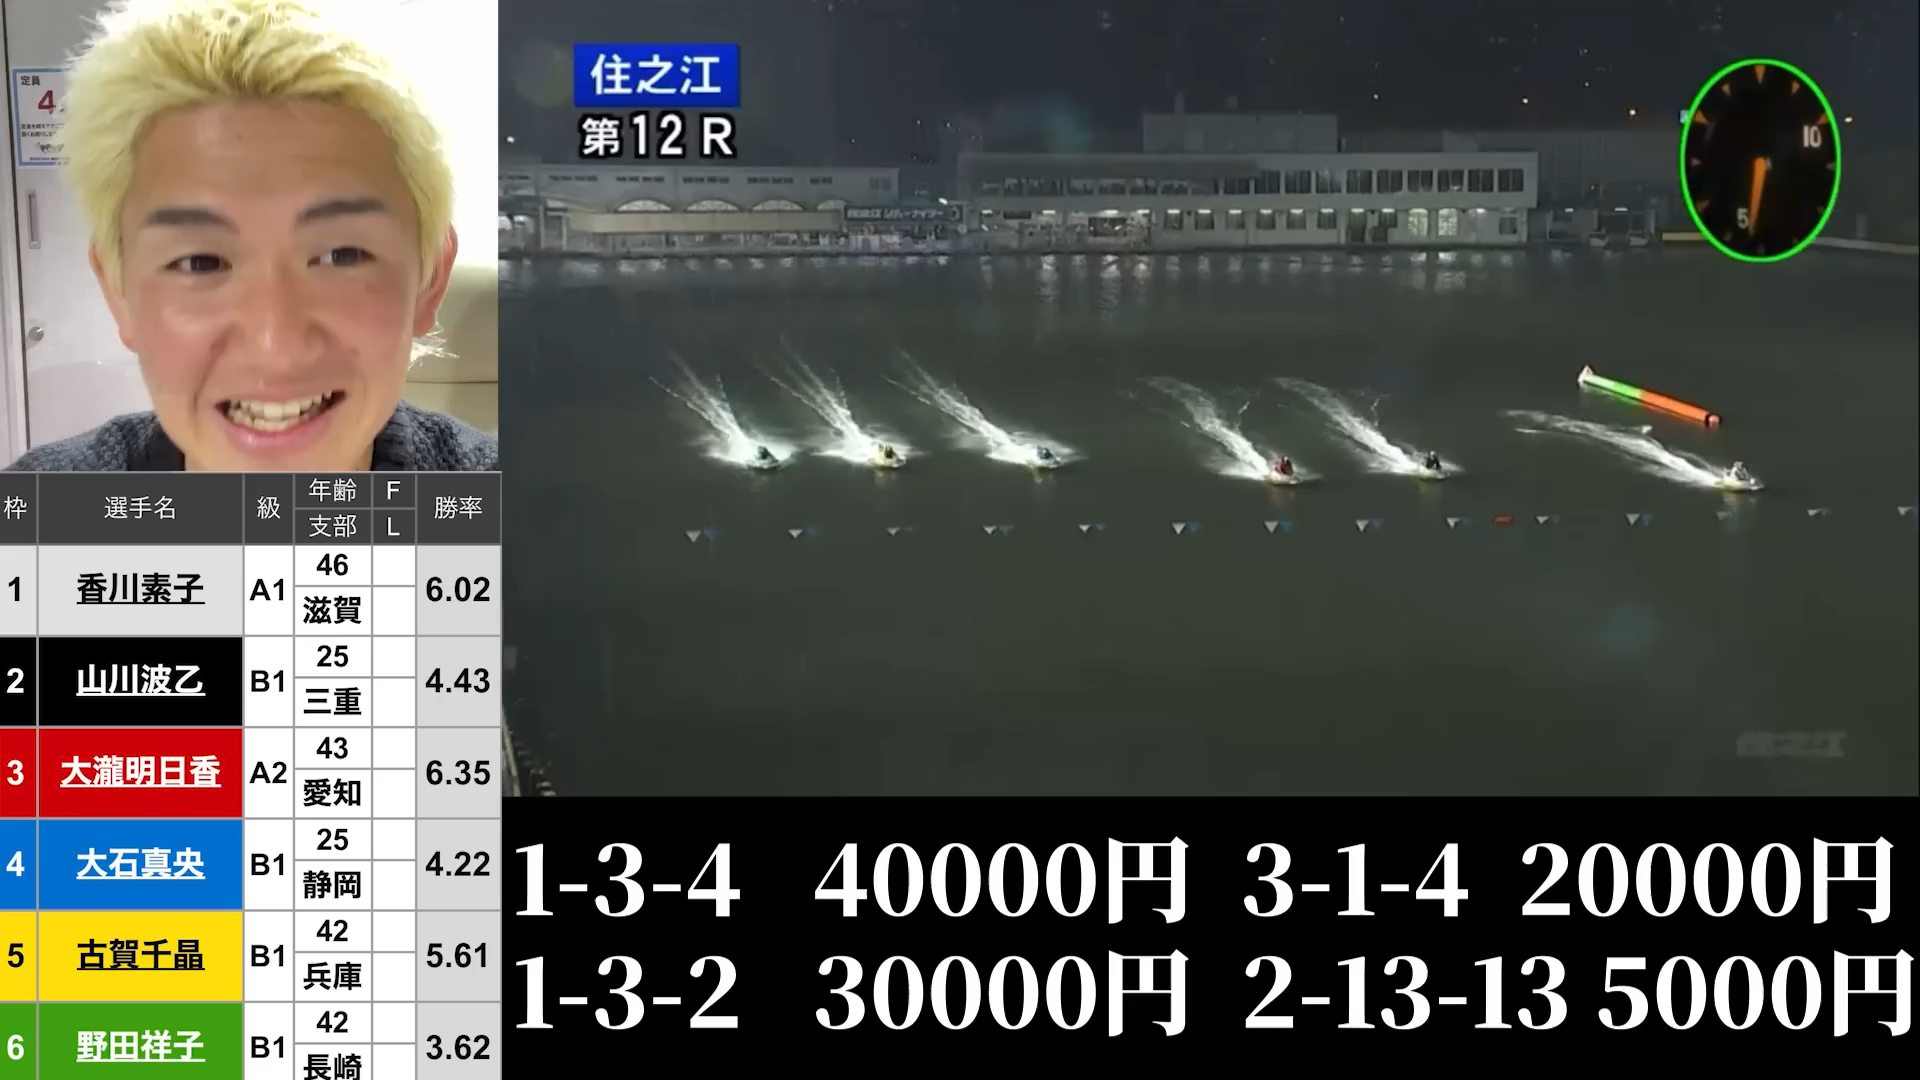 定員
4
住之江
第12R
10
5
枠 選手名 級 年齢 F 勝率
支部 L
1 香川素子 A1 46 6.02
滋賀
2 山川波乙 B1 25 4.43
三重
3 大瀧明日香 A2 43 6.35
愛知
4 大石真央 B1 25 4.22
静岡
5 古賀千晶 B1 42 5.61
兵庫
6 野田祥子 B1 42 3.62
長崎
住之江
1-3-4 40000円 3-1-4 20000円
1-3-2 30000円 2-13-13 5000円